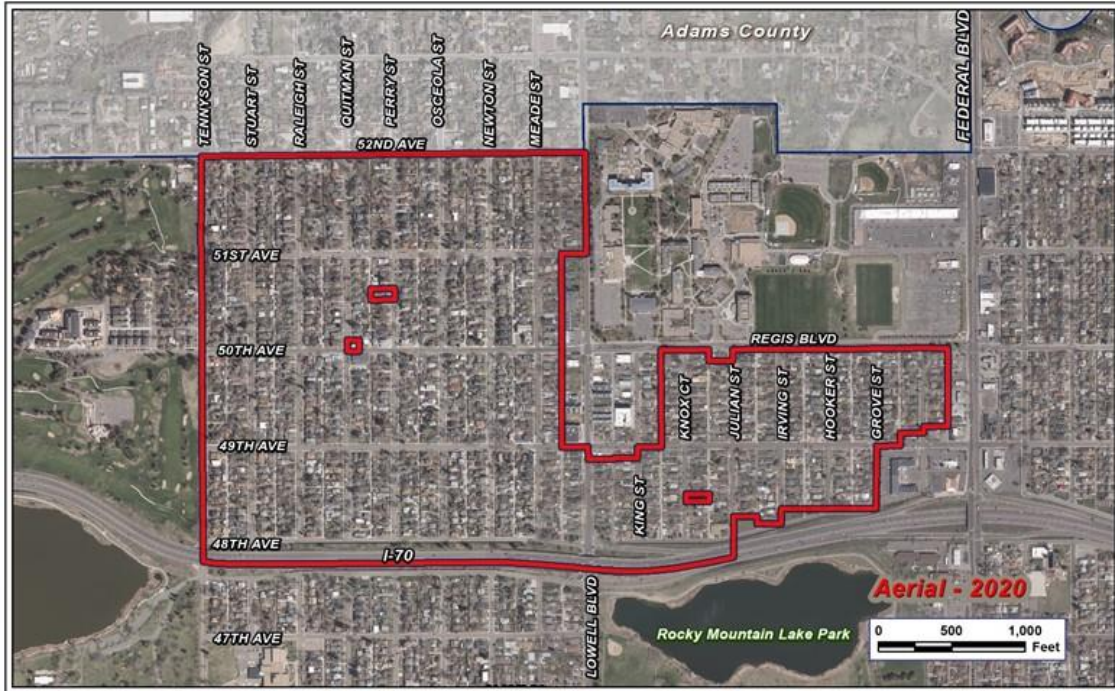 Adams County
TENNYSON ST
STUART ST
RALEIGH ST
QUITMAN ST
PERRY ST
OSCEOLA ST
NEWTON ST
MEADE ST
FEDERAL BLVD
52ND AVE
51ST AVE
50TH AVE
REGIS BLVD
KNOX CT
JULIAN ST
IRVING ST
HOOKER ST
GROVE ST
49TH AVE
KING ST
48TH AVE
I-70
LOWELL BLVD
Aerial - 2020
47TH AVE
Rocky Mountain Lake Park
0 500 1,000
Feet